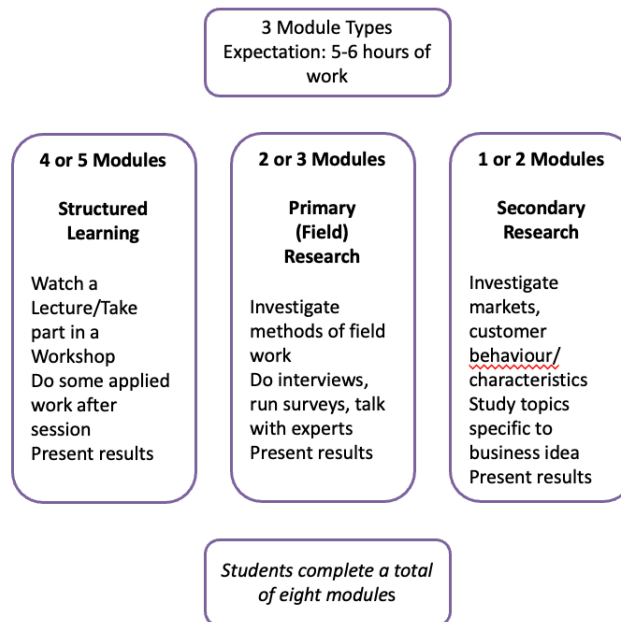 3 Module Types
Expectation: 5-6 hours of
work
4 or 5 Modules
Structured
Learning
Watch a
Lecture/Take
part in a
Workshop
Do some applied
work after
session
Present results
2 or 3 Modules
Primary
(Field)
Research
Investigate
methods of field
work
Do interviews,
run surveys, talk
with experts
Present results
1 or 2 Modules
Secondary
Research
Investigate
markets,
customer
behaviour/
characteristics
Study topics
specific to
business idea
Present results
Students complete a total
of eight modules